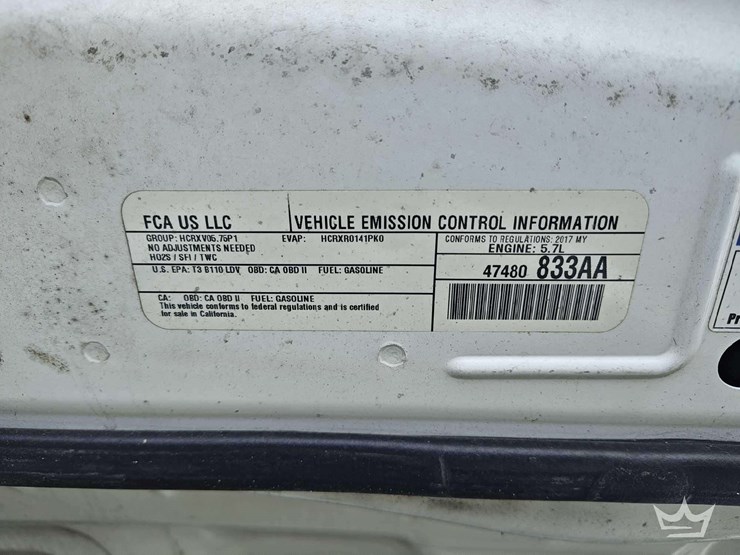 FCA US LLC
VEHICLE EMISSION CONTROL INFORMATION
GROUP: HCRXV05.75P1 EVAP: HCRXR0141PK0
NO ADJUSTMENTS NEEDED
HO2S / SFI / TWC
CONFORMS TO REGULATIONS: 2017 MY
ENGINE: 5.7L
U.S. EPA: T3 B110 LDV OBD: CA OBD II FUEL: GASOLINE
47480 833AA
CA: OBD: CA OBD II FUEL: GASOLINE
This vehicle conforms to federal regulations and is certified
for sale in California.
Pr